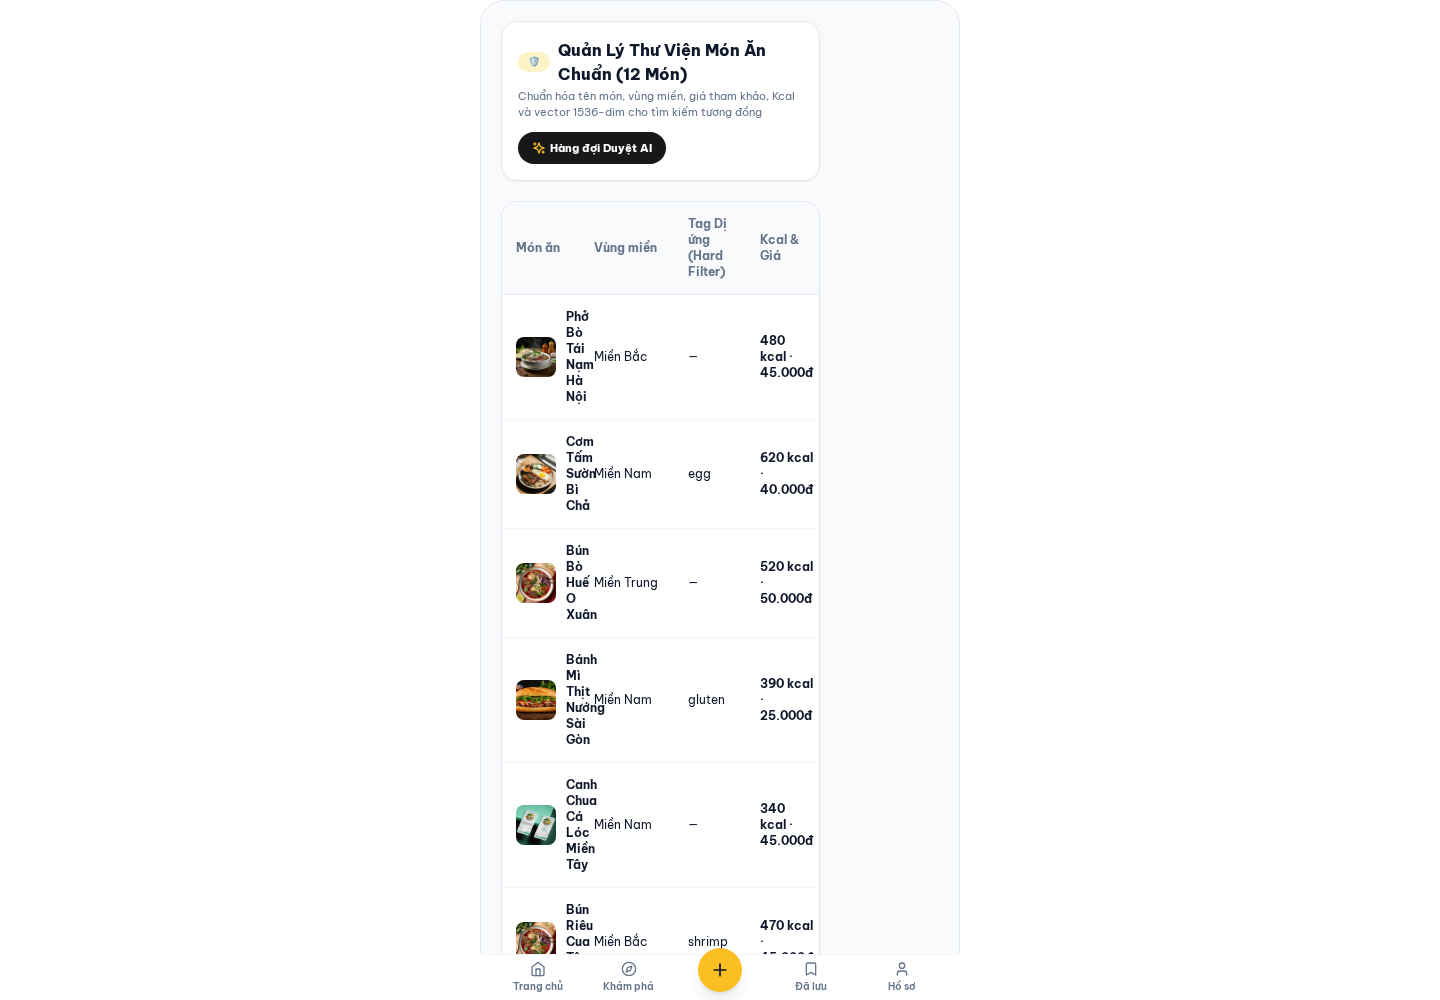 Quản Lý Thư Viện Món Ăn
Chuẩn (12 Món)
Chuẩn hóa tên món, vùng miền, giá tham khảo, Kcal
và vector 1536-dim cho tìm kiếm tương đồng
Hàng đợi Duyệt AI
Món ăn
Vùng miền
Tag Dị
ứng
(Hard
Filter)
Kcal &
Giá
Phở
Bò
Tái
Nạm
Hà
Nội
Miền Bắc
—
480
kcal ·
45.000đ
Cơm
Tấm
Sườn
Bì
Chả
Miền Nam
egg
620 kcal
·
40.000đ
Bún
Bò
Huế
O
Xuân
Miền Trung
—
520 kcal
·
50.000đ
Bánh
Mì
Thịt
Nướng
Sài
Gòn
Miền Nam
gluten
390 kcal
·
25.000đ
Canh
Chua
Cá
Lóc
Miền
Tây
Miền Nam
—
340
kcal ·
45.000đ
Bún
Riêu
Cua
Miền Bắc
shrimp
470 kcal
·
Trang chủ
Khám phá
Đã lưu
Hồ sơ